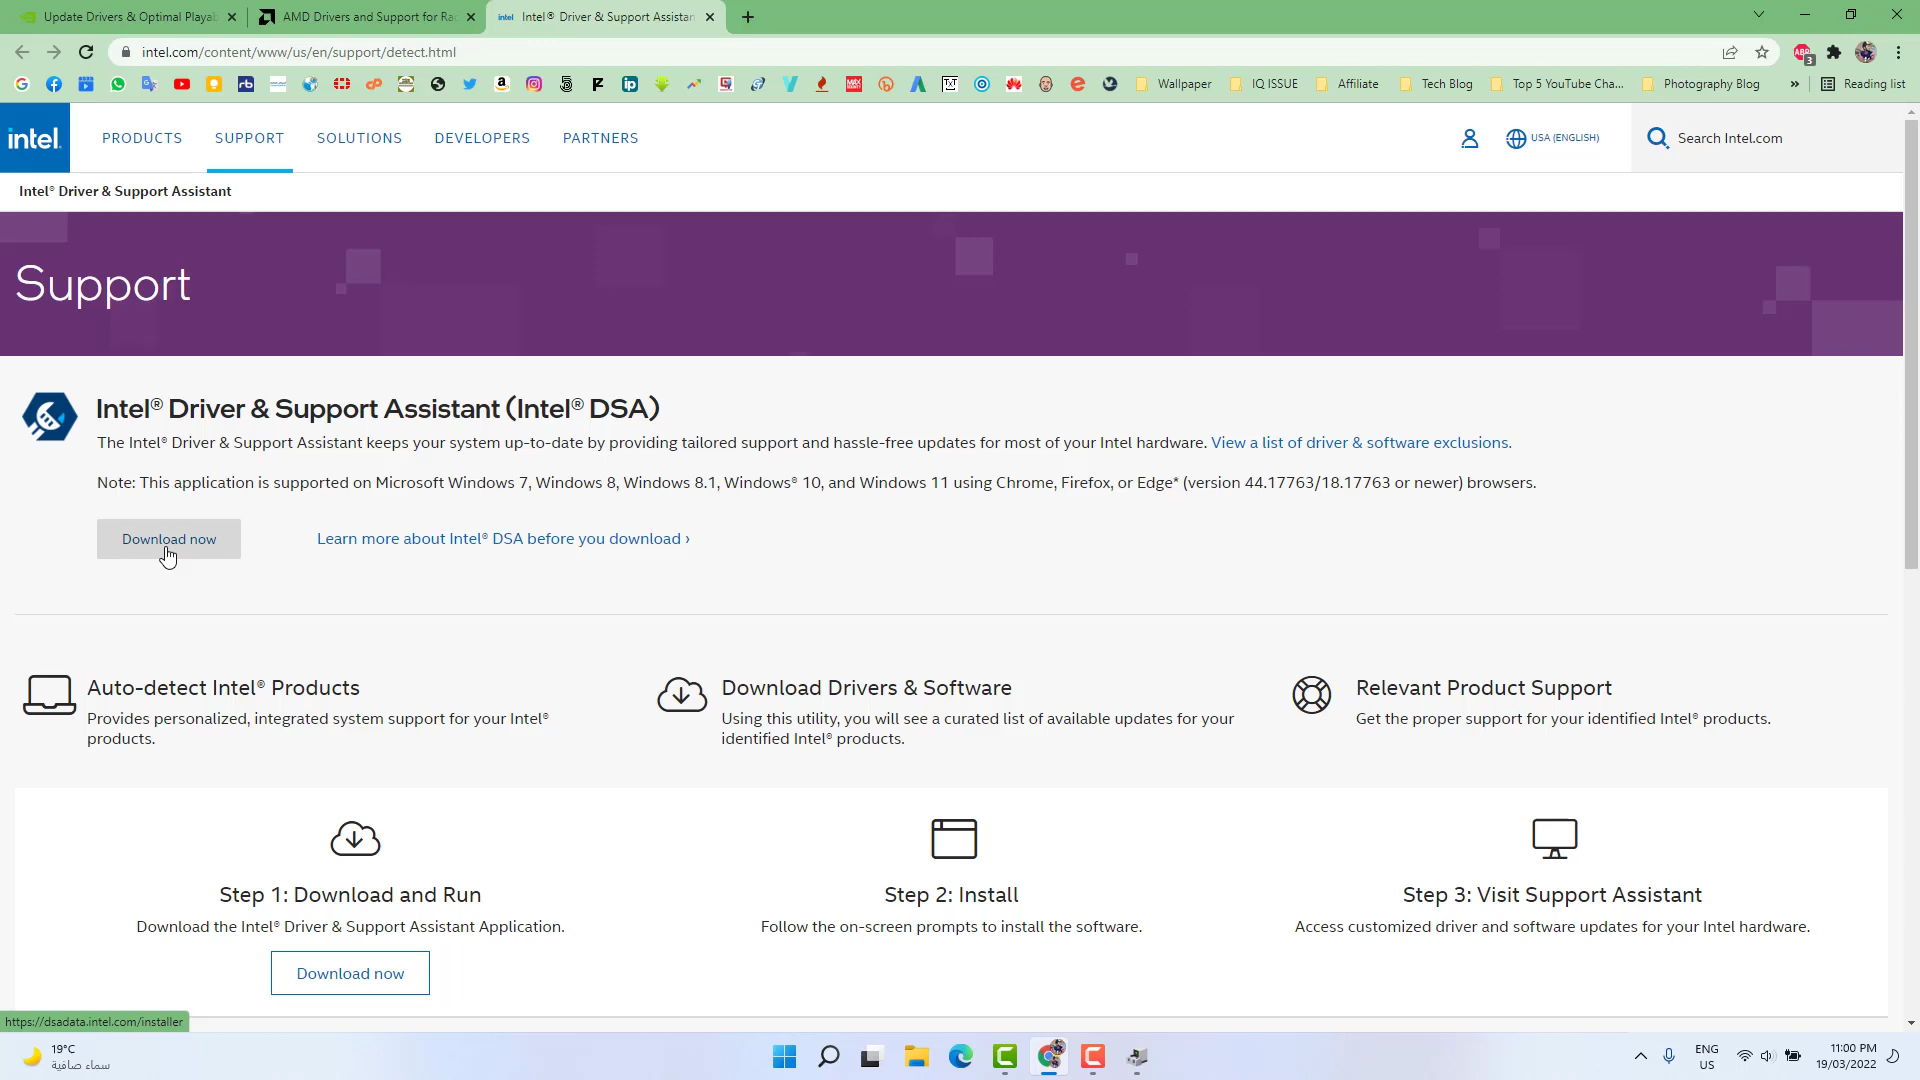 Update Drivers & Optimal Playab
AMD Drivers and Support for Rad
intel Intel® Driver & Support Assistan
intel.com/content/www/us/en/support/detect.html
Wallpaper
IQ ISSUE
Affiliate
Tech Blog
Top 5 YouTube Cha...
Photography Blog
»
Reading list
intel.
PRODUCTS
SUPPORT
SOLUTIONS
DEVELOPERS
PARTNERS
USA (ENGLISH)
Search Intel.com
Intel® Driver & Support Assistant
Support
Intel® Driver & Support Assistant (Intel® DSA)
The Intel® Driver & Support Assistant keeps your system up-to-date by providing tailored support and hassle-free updates for most of your Intel hardware. View a list of driver & software exclusions.
Note: This application is supported on Microsoft Windows 7, Windows 8, Windows 8.1, Windows® 10, and Windows 11 using Chrome, Firefox, or Edge* (version 44.17763/18.17763 or newer) browsers.
Download now
Learn more about Intel® DSA before you download ›
Auto-detect Intel® Products
Provides personalized, integrated system support for your Intel®
products.
Download Drivers & Software
Using this utility, you will see a curated list of available updates for your
identified Intel® products.
Relevant Product Support
Get the proper support for your identified Intel® products.
Step 1: Download and Run
Download the Intel® Driver & Support Assistant Application.
Download now
Step 2: Install
Follow the on-screen prompts to install the software.
Step 3: Visit Support Assistant
Access customized driver and software updates for your Intel hardware.
https://dsadata.intel.com/installer
19°C
سماء صافية
ENG
US
11:00 PM
19/03/2022